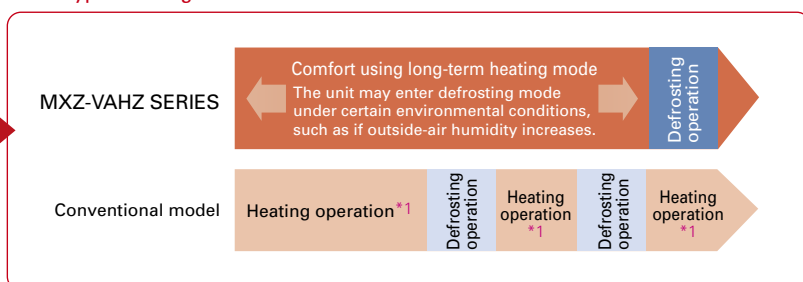 Comfort using long-term heating mode
MXZ-VAHZ SERIES
The unit may enter defrosting mode
under certain environmental conditions,
such as if outside-air humidity increases.
Defrosting
operation
Conventional model
Heating operation*1
Defrosting
operation
Heating
operation
*1
Defrosting
operation
Heating
operation
*1